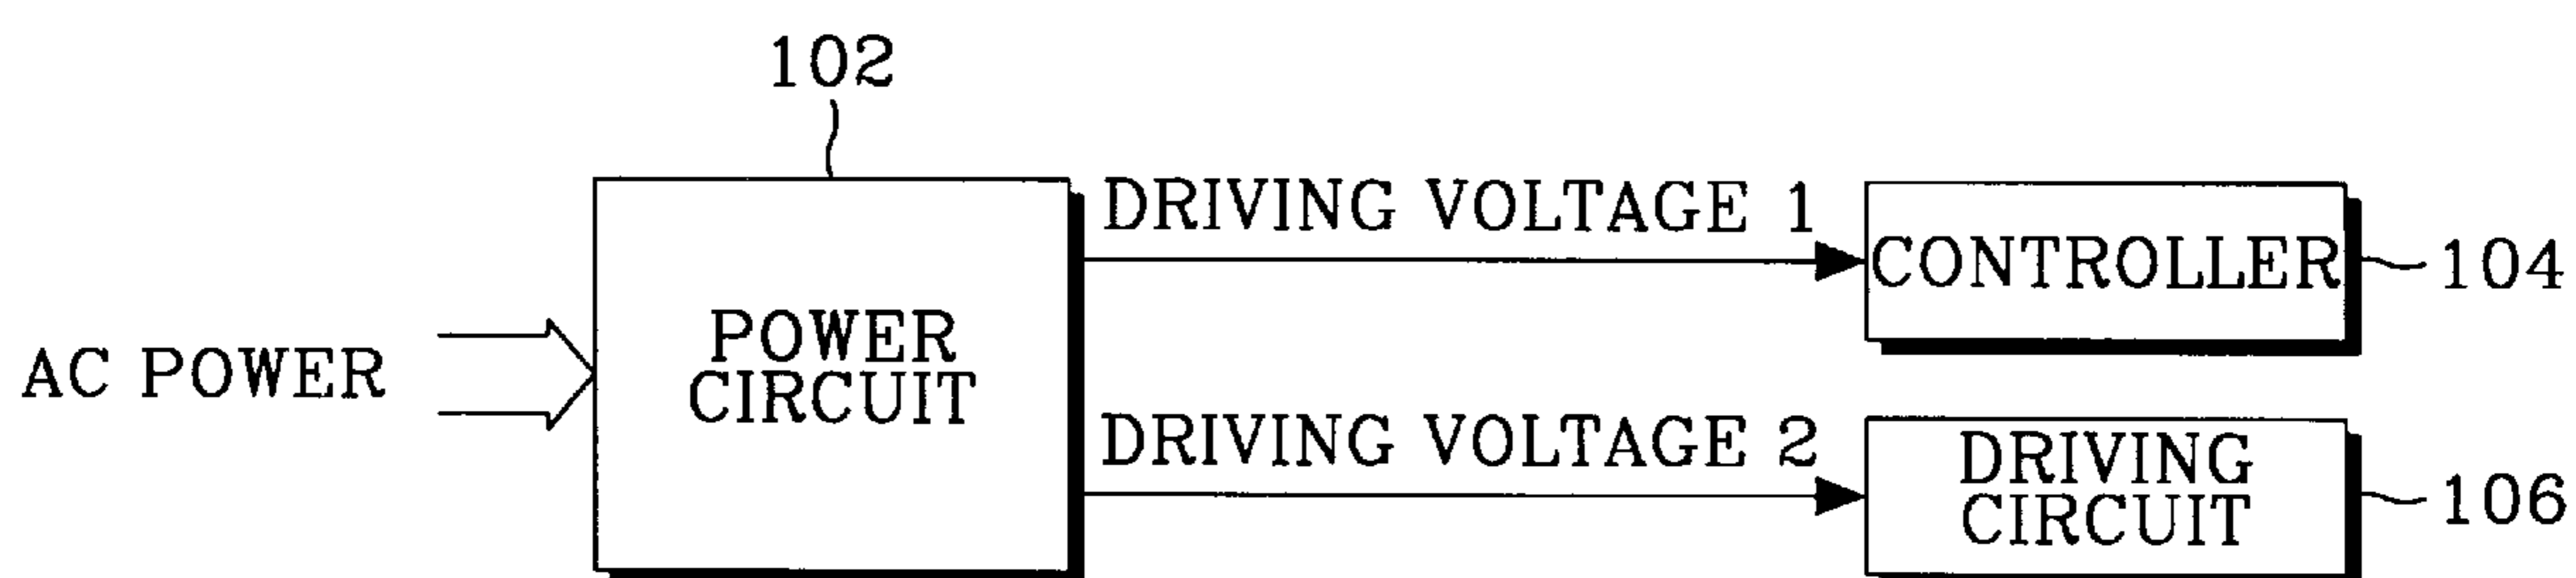 102
DRIVING VOLTAGE 1
CONTROLLER
104
AC POWER
POWER
CIRCUIT
DRIVING VOLTAGE 2
DRIVING
CIRCUIT
106